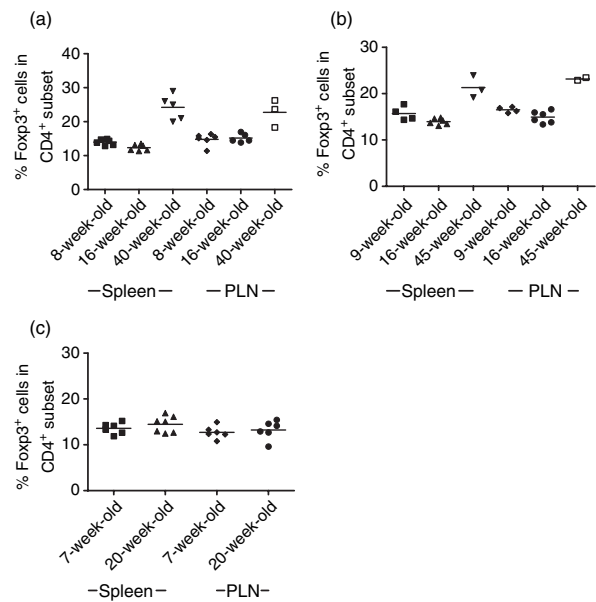 (a)
% Foxp3⁺ cells in
CD4⁺ subset
40
30
20
10
0
8-week-old
16-week-old
40-week-old
8-week-old
16-week-old
40-week-old
Spleen
PLN
(b)
% Foxp3⁺ cells in
CD4⁺ subset
30
20
10
0
9-week-old
16-week-old
45-week-old
9-week-old
16-week-old
45-week-old
Spleen
PLN
(c)
% Foxp3⁺ cells in
CD4⁺ subset
30
20
10
0
7-week-old
20-week-old
7-week-old
20-week-old
Spleen
PLN